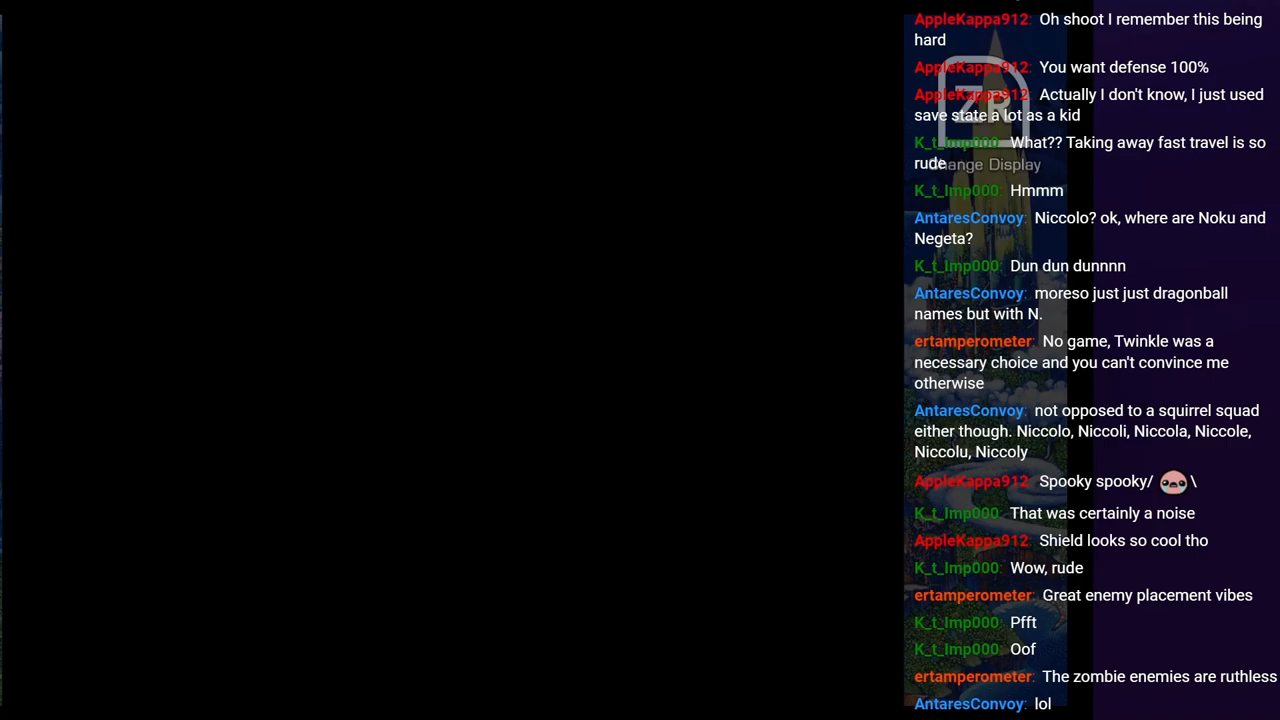 AppleKappa912: Oh shoot I remember this being
hard
AppleKappa912: You want defense 100%
AppleKappa912: Actually I don't know, I just used
save state a lot as a kid
ZR
K_t_Imp000: What?? Taking away fast travel is so
rude
Change Display
K_t_Imp000: Hmmm
AntaresConvoy: Niccolo? ok, where are Noku and
Negeta?
K_t_Imp000: Dun dun dunnnn
AntaresConvoy: moreso just just dragonball
names but with N.
ertamperometer: No game, Twinkle was a
necessary choice and you can't convince me
otherwise
AntaresConvoy: not opposed to a squirrel squad
either though. Niccolo, Niccoli, Niccola, Niccole,
Niccolu, Niccoly
AppleKappa912: Spooky spooky/ \
K_t_Imp000: That was certainly a noise
AppleKappa912: Shield looks so cool tho
K_t_Imp000: Wow, rude
ertamperometer: Great enemy placement vibes
K_t_Imp000: Pfft
K_t_Imp000: Oof
ertamperometer: The zombie enemies are ruthless
AntaresConvoy: lol